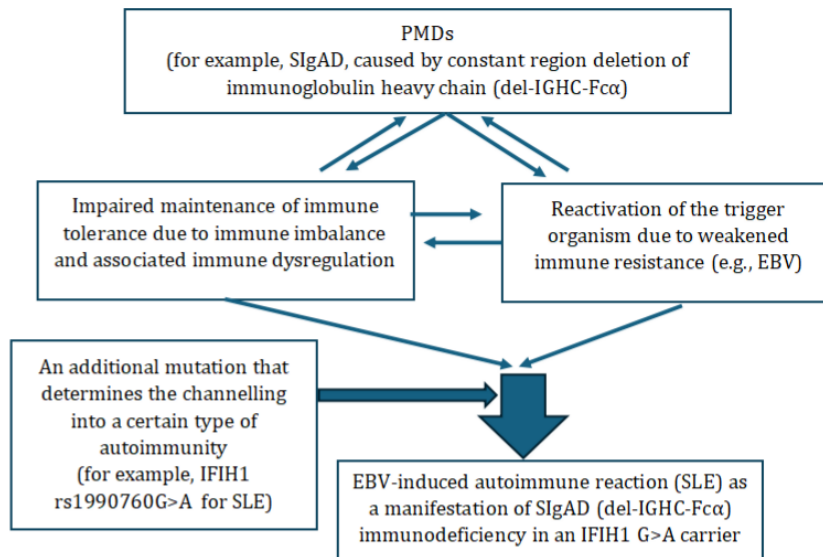 PMDs
(for example, SIgAD, caused by constant region deletion of
immunoglobulin heavy chain (del-IGHC-Fcα)
Impaired maintenance of immune
tolerance due to immune imbalance
and associated immune dysregulation
Reactivation of the trigger
organism due to weakened
immune resistance (e.g., EBV)
An additional mutation that
determines the channelling
into a certain type of
autoimmunity
(for example, IFIH1
rs1990760G>A for SLE)
EBV-induced autoimmune reaction (SLE) as
a manifestation of SIgAD (del-IGHC-Fcα)
immunodeficiency in an IFIH1 G>A carrier